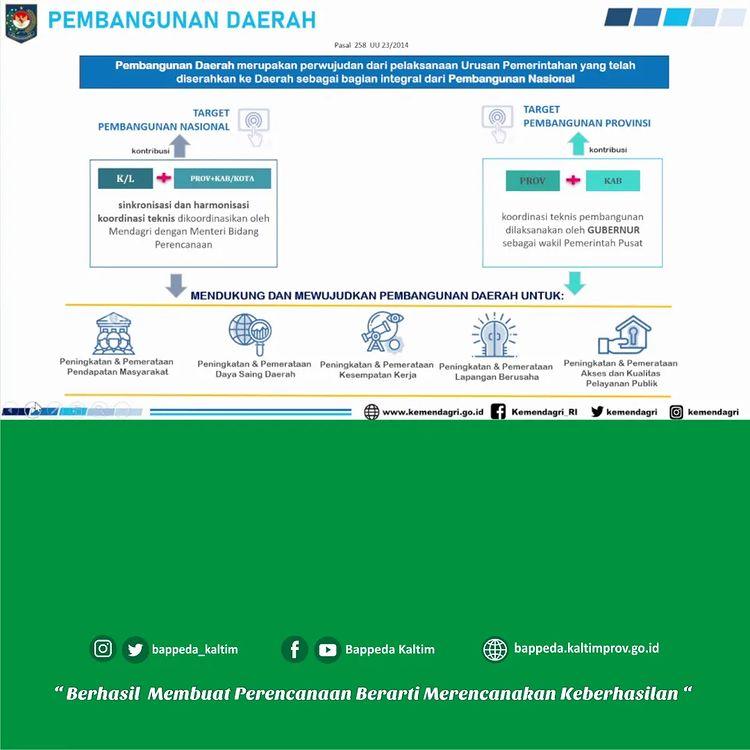 PEMBANGUNAN DAERAH
Pasal 258 UU 23/2014
Pembangunan Daerah merupakan perwujudan dari pelaksanaan Urusan Pemerintahan yang telah
diserahkan ke Daerah sebagai bagian integral dari Pembangunan Nasional
TARGET
PEMBANGUNAN NASIONAL
kontribusi
K/L + PROV+KAB/KOTA
sinkronisasi dan harmonisasi
koordinasi teknis dikoordinasikan oleh
Mendagri dengan Menteri Bidang
Perencanaan
TARGET
PEMBANGUNAN PROVINSI
kontribusi
PROV + KAB
koordinasi teknis pembangunan
dilaksanakan oleh GUBERNUR
sebagai wakil Pemerintah Pusat
MENDUKUNG DAN MEWUJUDKAN PEMBANGUNAN DAERAH UNTUK:
Peningkatan & Pemerataan
Pendapatan Masyarakat
Peningkatan & Pemerataan
Daya Saing Daerah
Peningkatan & Pemerataan
Kesempatan Kerja
Peningkatan & Pemerataan
Lapangan Berusaha
Peningkatan & Pemerataan
Akses dan Kualitas
Pelayanan Publik
www.kemendagri.go.id Kemendagri_RI kemendagri kemendagri
bappeda_kaltim Bappeda Kaltim bappeda.kaltimprov.go.id
“ Berhasil Membuat Perencanaan Berarti Merencanakan Keberhasilan “